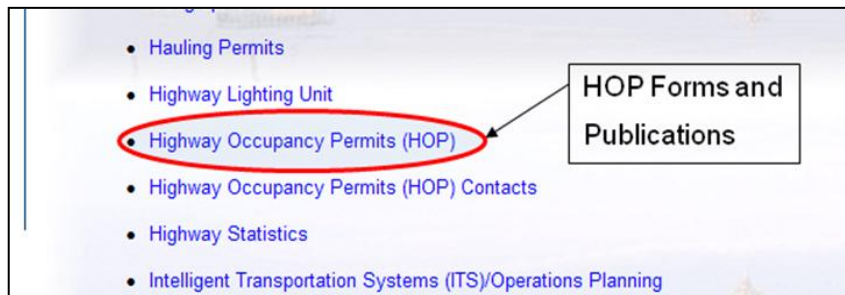 Hauling Permits
Highway Lighting Unit
Highway Occupancy Permits (HOP)
Highway Occupancy Permits (HOP) Contacts
Highway Statistics
Intelligent Transportation Systems (ITS)/Operations Planning
HOP Forms and
Publications